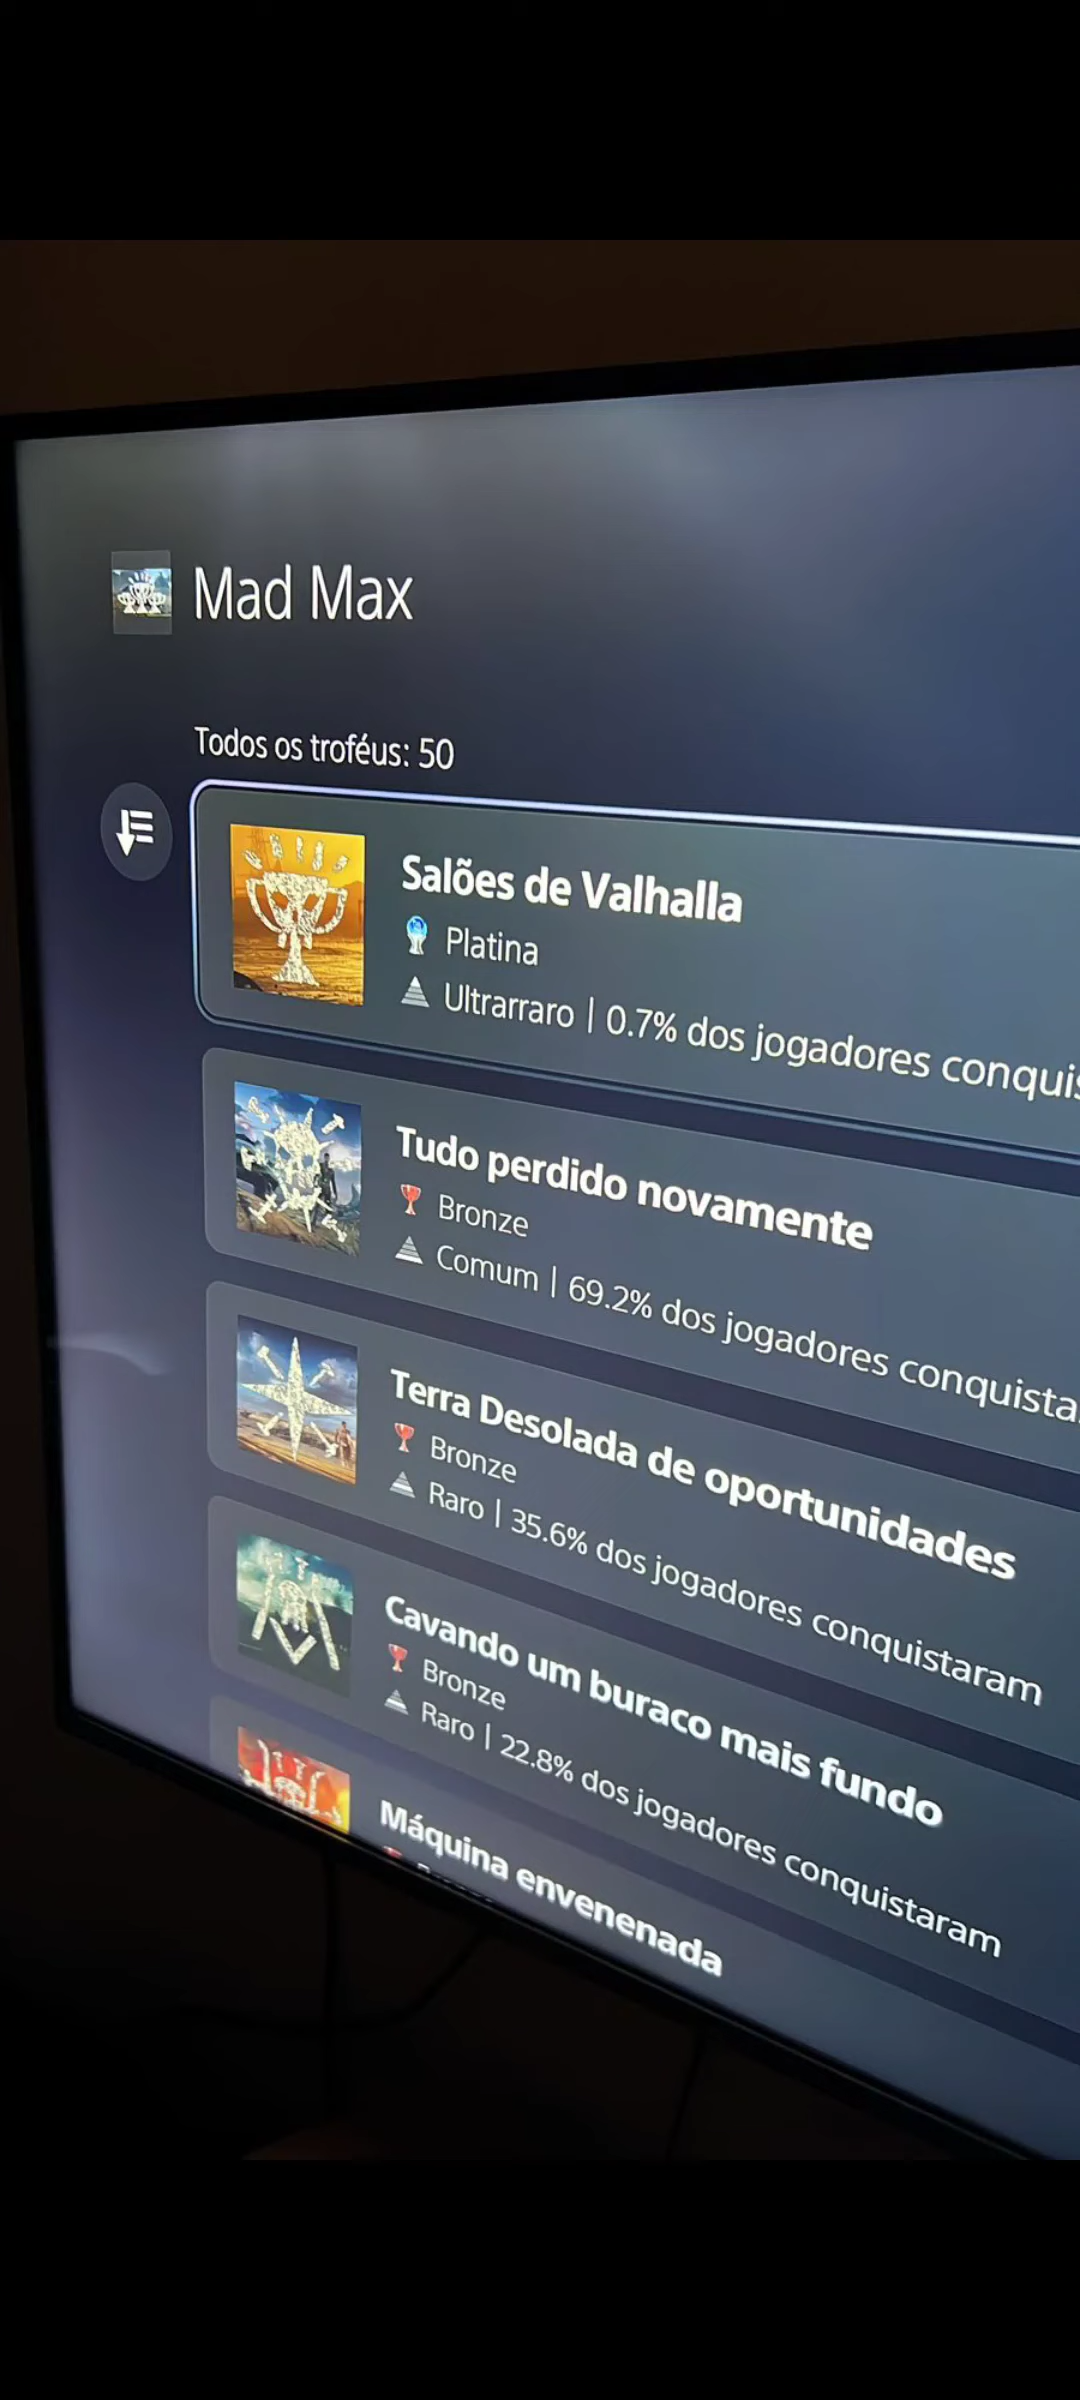 Mad Max
Todos os troféus: 50
Salões de Valhalla
Platina
Ultrarraro | 0.7% dos jogadores
Tudo perdido novamente
Bronze
Comum | 69.2% dos jogadores
Terra Desolada de oportunidades
Bronze
Raro | 35.6% dos jogadores conquistaram
Cavando um buraco mais fundo
Bronze
Raro | 22.8% dos jogadores conquistaram
Máquina envenenada